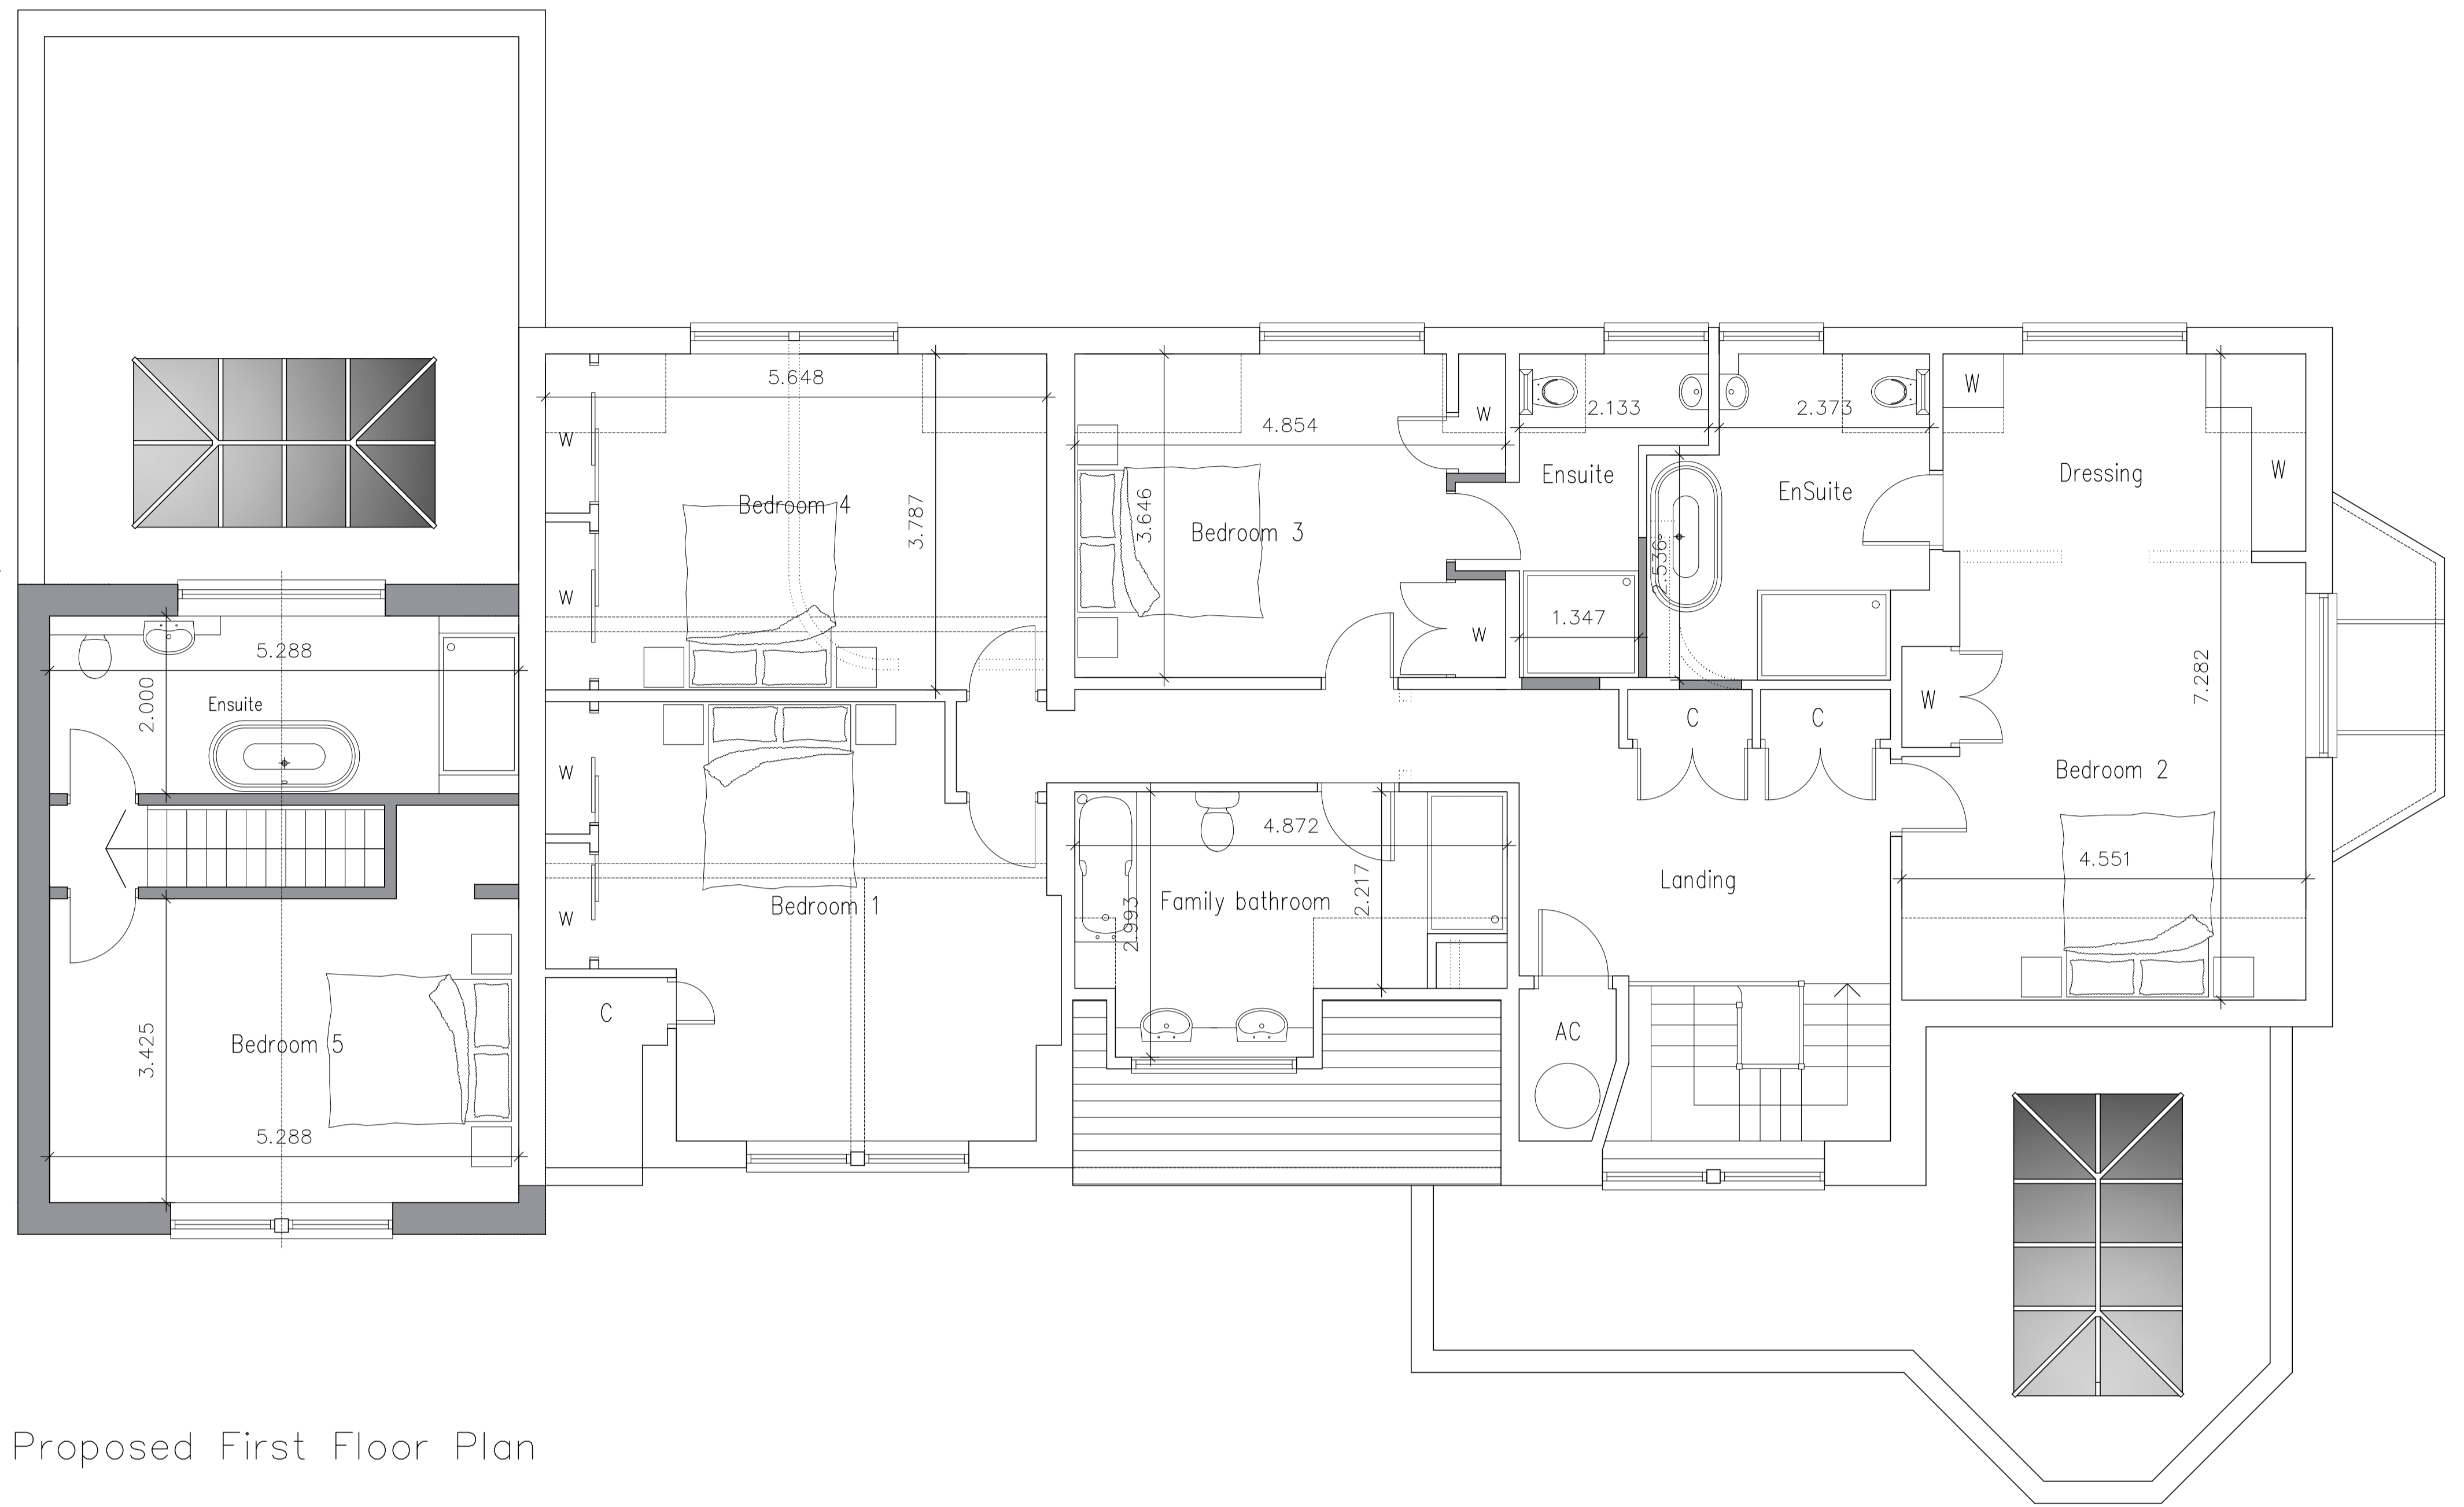 5.648
W
4.854
W
2.133
2.373
W
W
Ensuite
EnSuite
Dressing
Bedroom 4
3.787
3.646
Bedroom 3
2.536
W
1.347
W
5.288
2.000
Ensuite
7.282
W
C
C
W
Bedroom 2
4.872
4.551
2.217
Landing
Family bathroom
2.993
Bedroom 1
W
C
AC
3.425
Bedroom 5
5.288
Proposed First Floor Plan